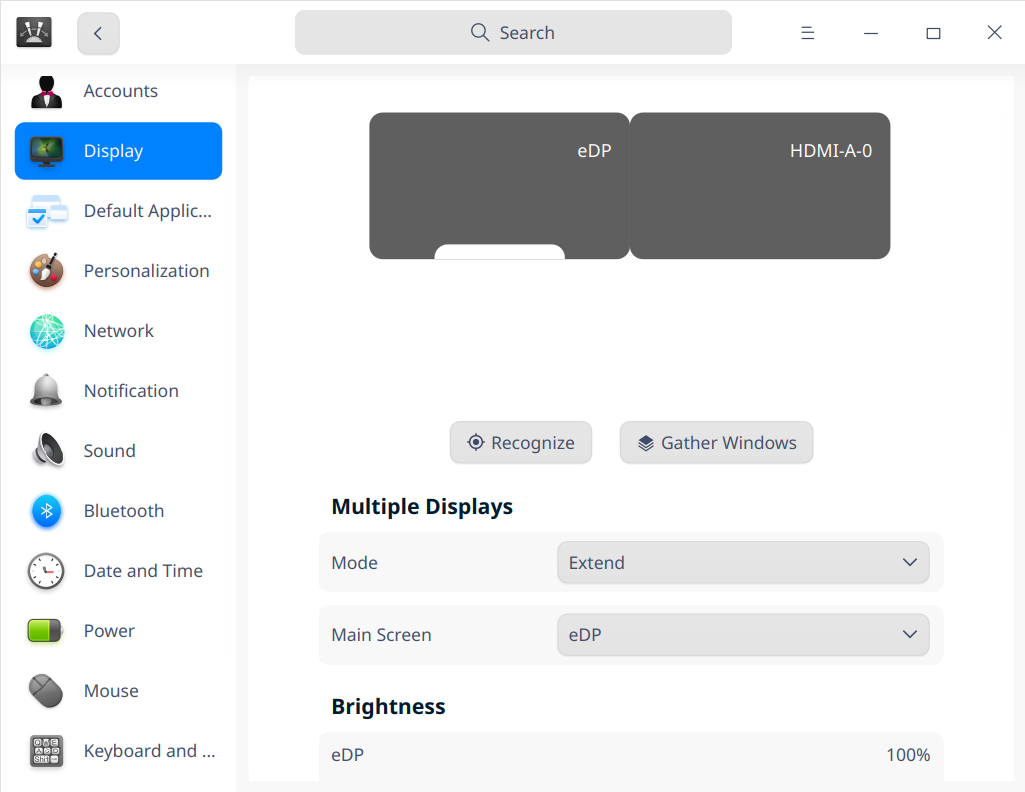 Search
Accounts
Display
Default Applic...
Personalization
Network
Notification
Sound
Bluetooth
Date and Time
Power
Mouse
Keyboard and ...
eDP
HDMI-A-0
Recognize
Gather Windows
Multiple Displays
Mode
Extend
Main Screen
eDP
Brightness
eDP
100%